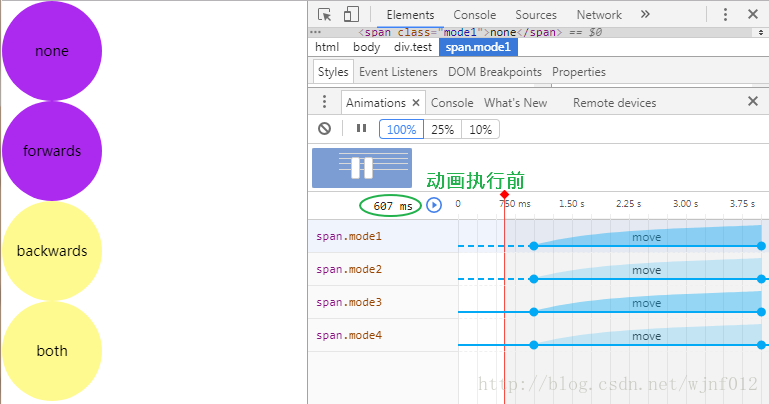 none
forwards
backwards
both
Elements Console Sources Network »
… <span class="mode1">none</span> == $0
html body div.test span.mode1
Styles Event Listeners DOM Breakpoints Properties
Animations × Console What's New Remote devices
100% 25% 10%
动画执行前
607 ms 0 750 ms 1.50 s 2.25 s 3.00 s 3.75 s
span.mode1 move
span.mode2 move
span.mode3 move
span.mode4 move
http://blog.csdn.net/wjnf012